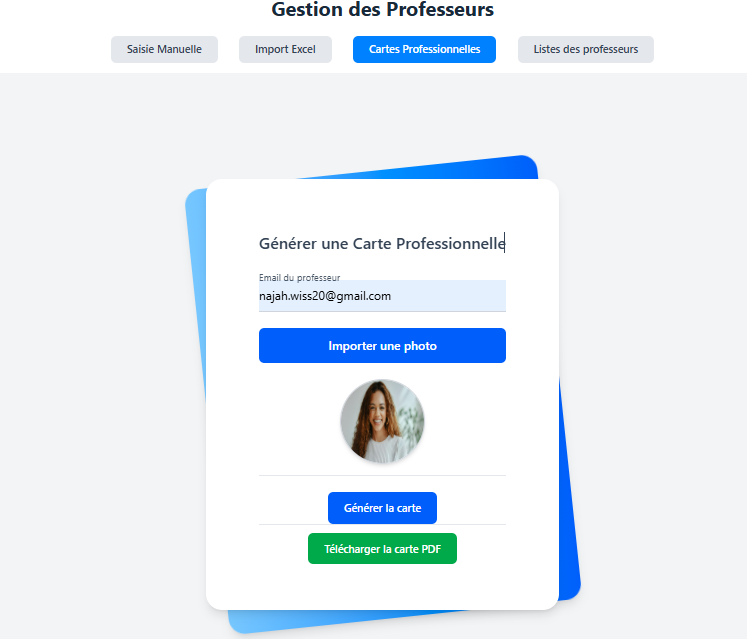 Gestion des Professeurs
Saisie Manuelle
Import Excel
Cartes Professionnelles
Listes des professeurs
Générer une Carte Professionnelle
Email du professeur
najah.wiss20@gmail.com
Importer une photo
Générer la carte
Télécharger la carte PDF